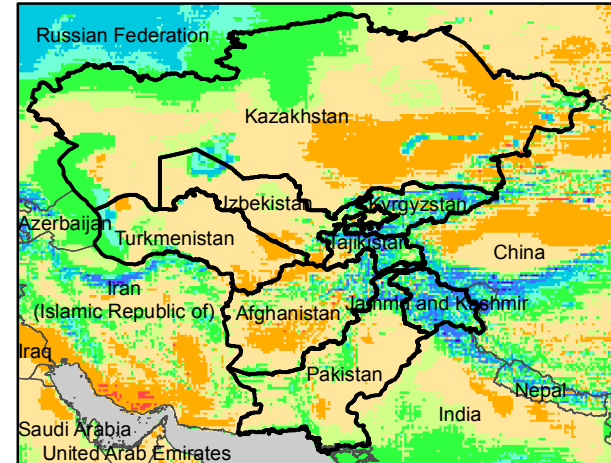 Russian Federation
Kazakhstan
Uzbekistan
Kyrgyzstan
Azerbaijan
Turkmenistan
Tajikistan
China
Iran
(Islamic Republic of)
Afghanistan
Jammu and Kashmir
Iraq
Pakistan
Nepal
India
Saudi Arabia
United Arab Emirates